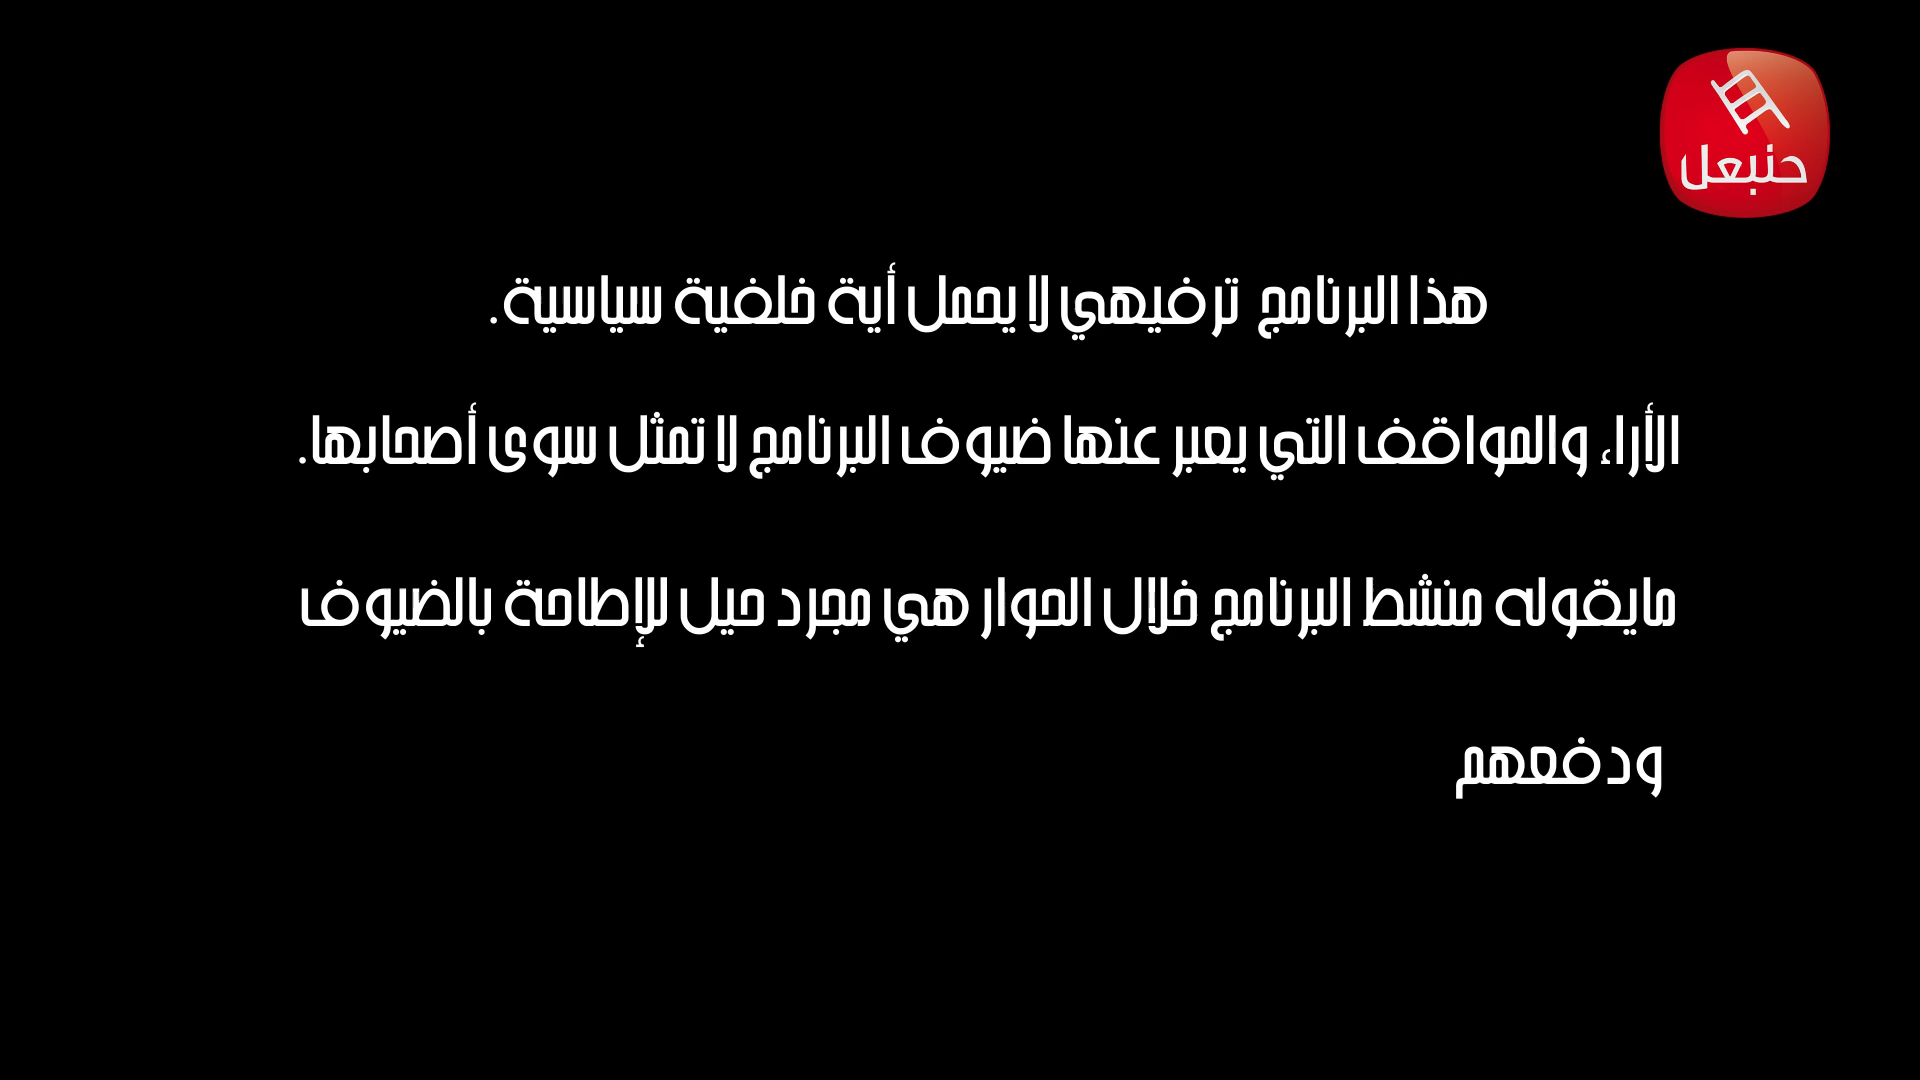 حنبعل
هذا البرنامج ترفيهي لا يحمل أية خلفية سياسية.
الأراء والمواقف التي يعبر عنها ضيوف البرنامج لا تمثل سوى أصحابها.
مايقوله منشط البرنامج خلال الحوار هي مجرد حيل للإطاحة بالضيوف
ودفعهم